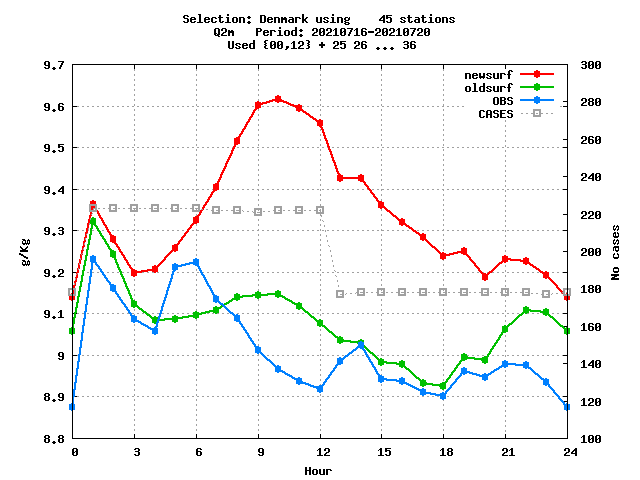 Selection: Denmark using    45 stations
Q2m   Period: 20210716-20210720
Used {00,12} + 25 26 ... 36
newsurf
oldsurf
OBS
CASES
9.7
9.6
9.5
9.4
9.3
9.2
9.1
9
8.9
8.8
g/Kg
300
280
260
240
220
200
180
160
140
120
100
No cases
0 3 6 9 12 15 18 21 24
Hour